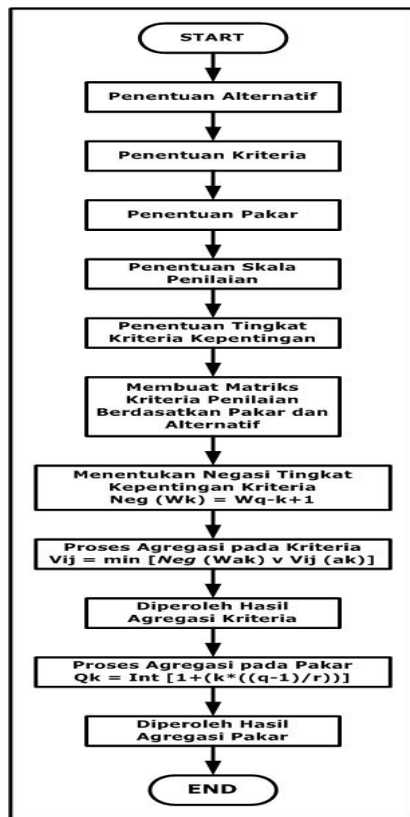 START
Penentuan Alternatif
Penentuan Kriteria
Penentuan Pakar
Penentuan Skala
Penilaian
Penentuan Tingkat
Kriteria Kepentingan
Membuat Matriks
Kriteria Penilaian
Berdasatkan Pakar dan
Alternatif
Menentukan Negasi Tingkat
Kepentingan Kriteria
Neg (Wk) = Wq-k+1
Proses Agregasi pada Kriteria
Vij = min [Neg (Wak) v Vij (ak)]
Diperoleh Hasil
Agregasi Kriteria
Proses Agregasi pada Pakar
Qk = Int [1+(k*((q-1)/r))]
Diperoleh Hasil
Agregasi Pakar
END